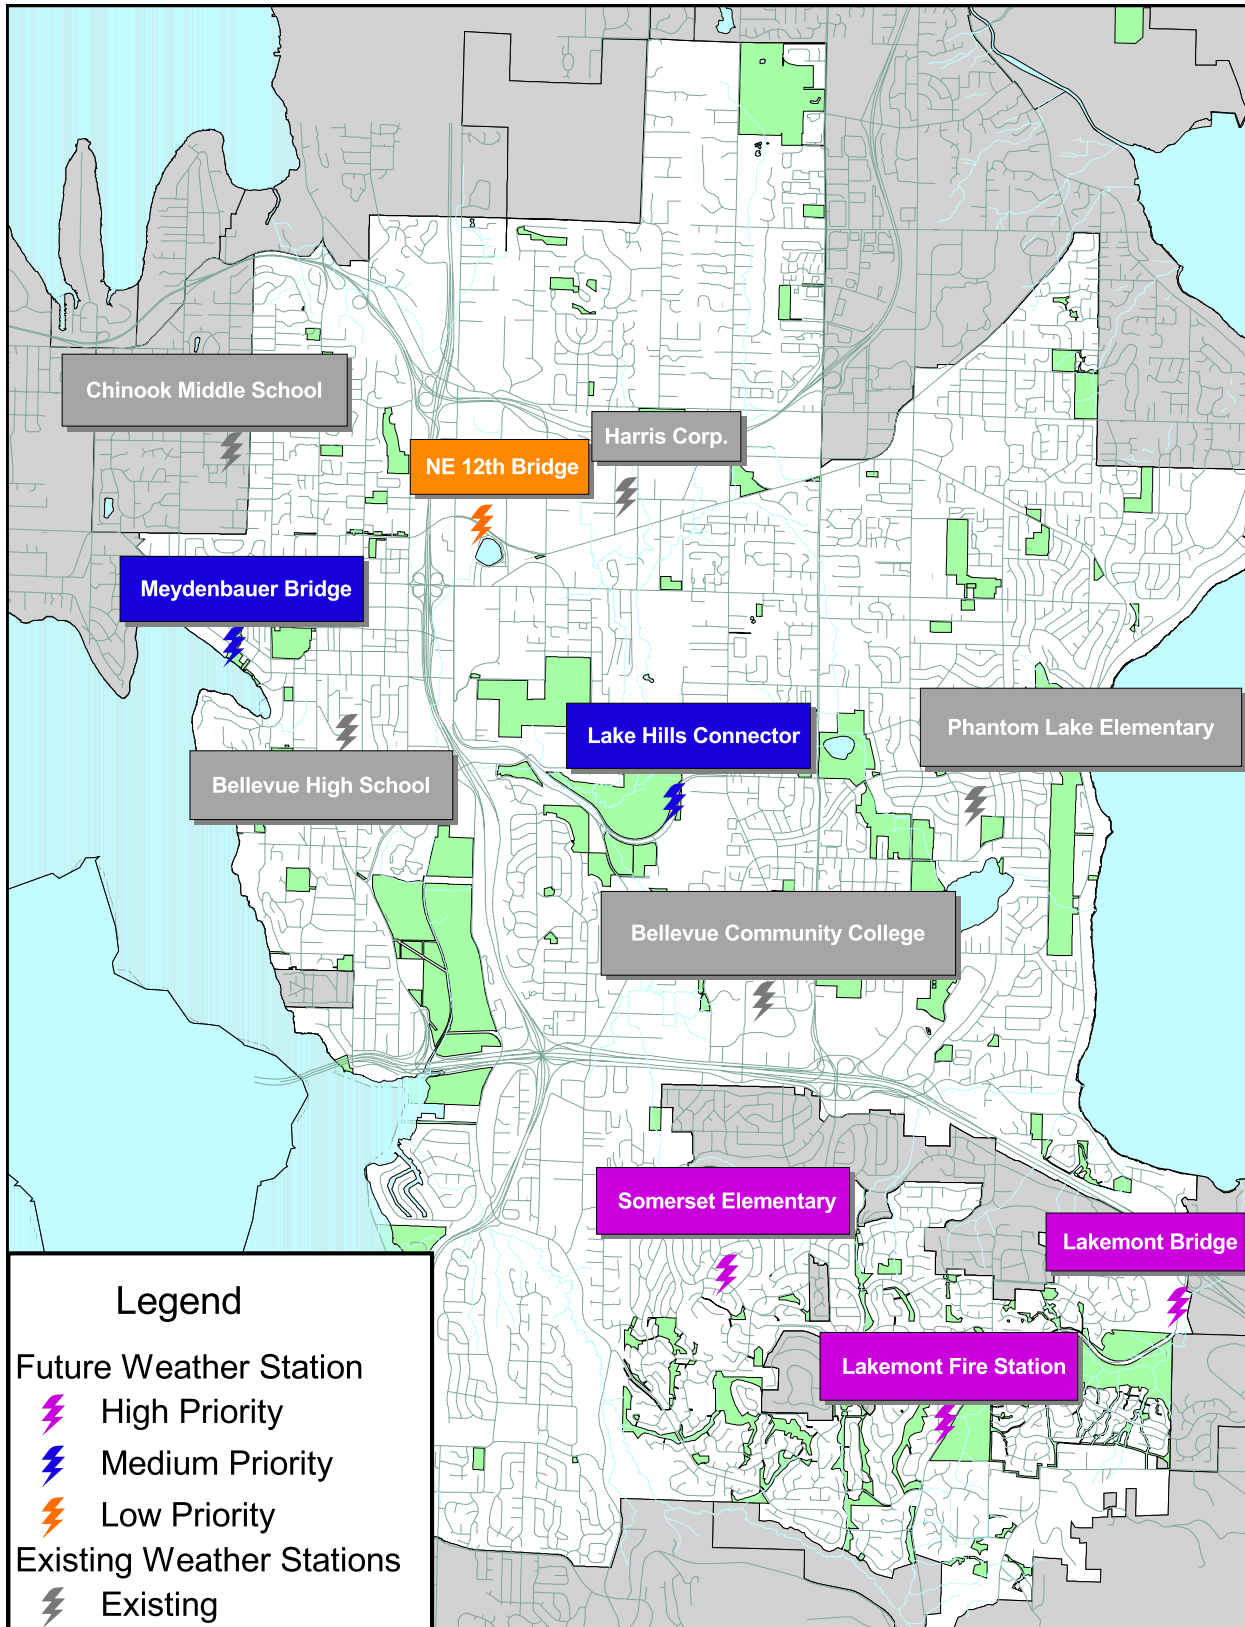 Chinook Middle School
Harris Corp.
NE 12th Bridge
Meydenbauer Bridge
Phantom Lake Elementary
Lake Hills Connector
Bellevue High School
Bellevue Community College
Somerset Elementary
Lakemont Bridge
Lakemont Fire Station
Legend
Future Weather Station
High Priority
Medium Priority
Low Priority
Existing Weather Stations
Existing